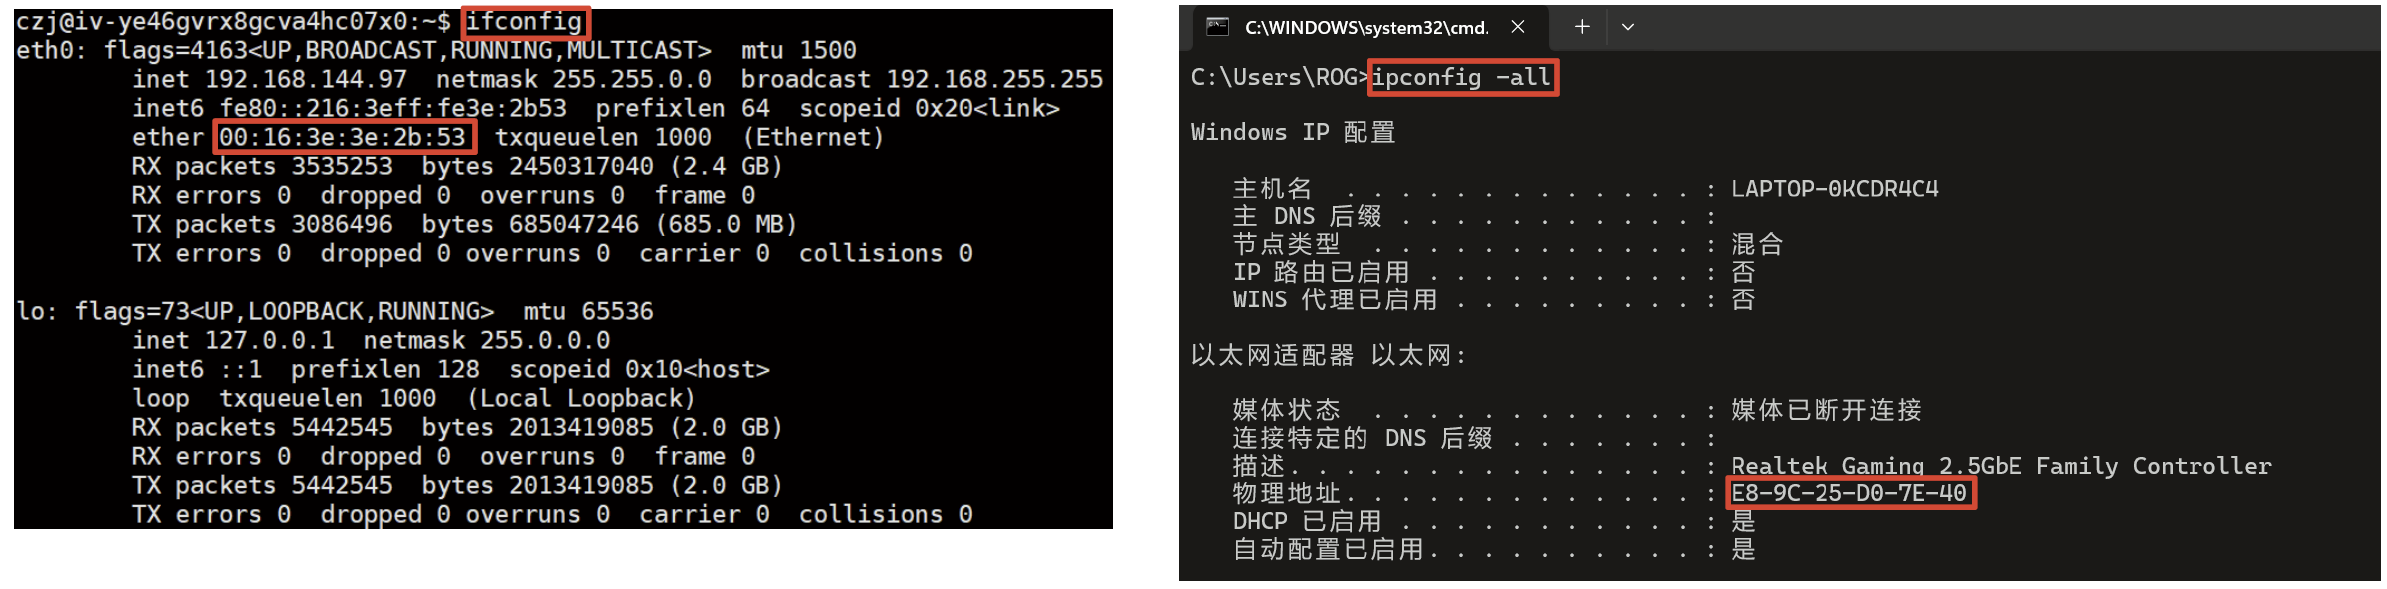 czj@iv-ye46gvrx8gcva4hc07x0:~$ ifconfig
eth0: flags=4163<UP,BROADCAST,RUNNING,MULTICAST>  mtu 1500
        inet 192.168.144.97  netmask 255.255.0.0  broadcast 192.168.255.255
        inet6 fe80::216:3eff:fe3e:2b53  prefixlen 64  scopeid 0x20<link>
        ether 00:16:3e:3e:2b:53  txqueuelen 1000  (Ethernet)
        RX packets 3535253  bytes 2450317040 (2.4 GB)
        RX errors 0  dropped 0  overruns 0  frame 0
        TX packets 3086496  bytes 685047246 (685.0 MB)
        TX errors 0  dropped 0 overruns 0  carrier 0  collisions 0
lo: flags=73<UP,LOOPBACK,RUNNING>  mtu 65536
        inet 127.0.0.1  netmask 255.0.0.0
        inet6 ::1  prefixlen 128  scopeid 0x10<host>
        loop  txqueuelen 1000  (Local Loopback)
        RX packets 5442545  bytes 2013419085 (2.0 GB)
        RX errors 0  dropped 0  overruns 0  frame 0
        TX packets 5442545  bytes 2013419085 (2.0 GB)
        TX errors 0  dropped 0 overruns 0  carrier 0  collisions 0
C:\WINDOWS\system32\cmd.
C:\Users\ROG>ipconfig -all
Windows IP 配置
   主机名  . . . . . . . . . . . . . : LAPTOP-0KCDR4C4
   主 DNS 后缀 . . . . . . . . . . . :
   节点类型  . . . . . . . . . . . . : 混合
   IP 路由已启用 . . . . . . . . . . : 否
   WINS 代理已启用 . . . . . . . . . : 否
以太网适配器 以太网:
   媒体状态  . . . . . . . . . . . . : 媒体已断开连接
   连接特定的 DNS 后缀 . . . . . . . :
   描述. . . . . . . . . . . . . . . : Realtek Gaming 2.5GbE Family Controller
   物理地址. . . . . . . . . . . . . : E8-9C-25-D0-7E-40
   DHCP 已启用 . . . . . . . . . . . : 是
   自动配置已启用. . . . . . . . . . : 是